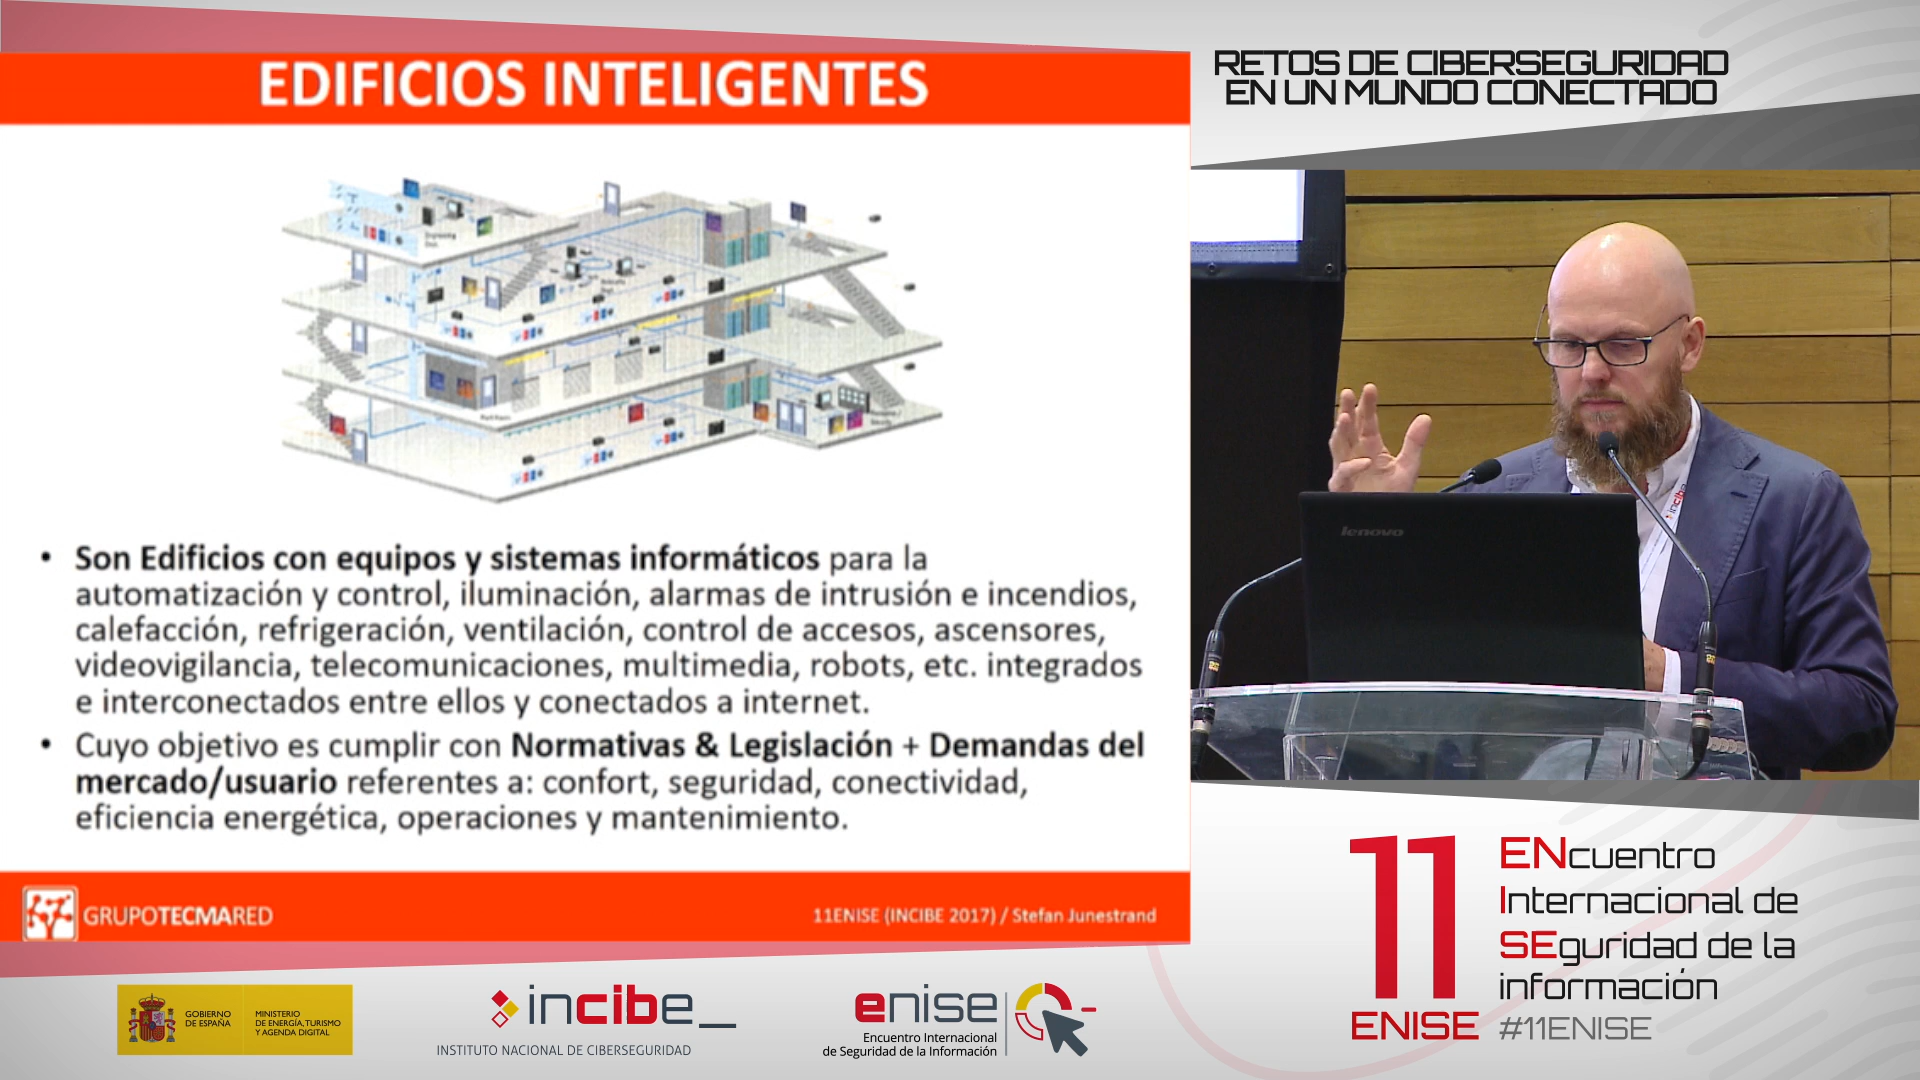 EDIFICIOS INTELIGENTES
• Son Edificios con equipos y sistemas informáticos para la
automatización y control, iluminación, alarmas de intrusión e incendios,
calefacción, refrigeración, ventilación, control de accesos, ascensores,
videovigilancia, telecomunicaciones, multimedia, robots, etc. integrados
e interconectados entre ellos y conectados a internet.
• Cuyo objetivo es cumplir con Normativas & Legislación + Demandas del
mercado/usuario referentes a: confort, seguridad, conectividad,
eficiencia energética, operaciones y mantenimiento.
GRUPOTECMARED
11ENISE (INCIBE 2017) / Stefan Junestrand
RETOS DE CIBERSEGURIDAD
EN UN MUNDO CONECTADO
lenovo
incibe
11
ENISE
ENcuentro
Internacional de
SEguridad de la
información
#11ENISE
GOBIERNO
DE ESPAÑA
MINISTERIO
DE ENERGÍA, TURISMO
Y AGENDA DIGITAL
incibe_
INSTITUTO NACIONAL DE CIBERSEGURIDAD
enise
Encuentro Internacional
de Seguridad de la Información